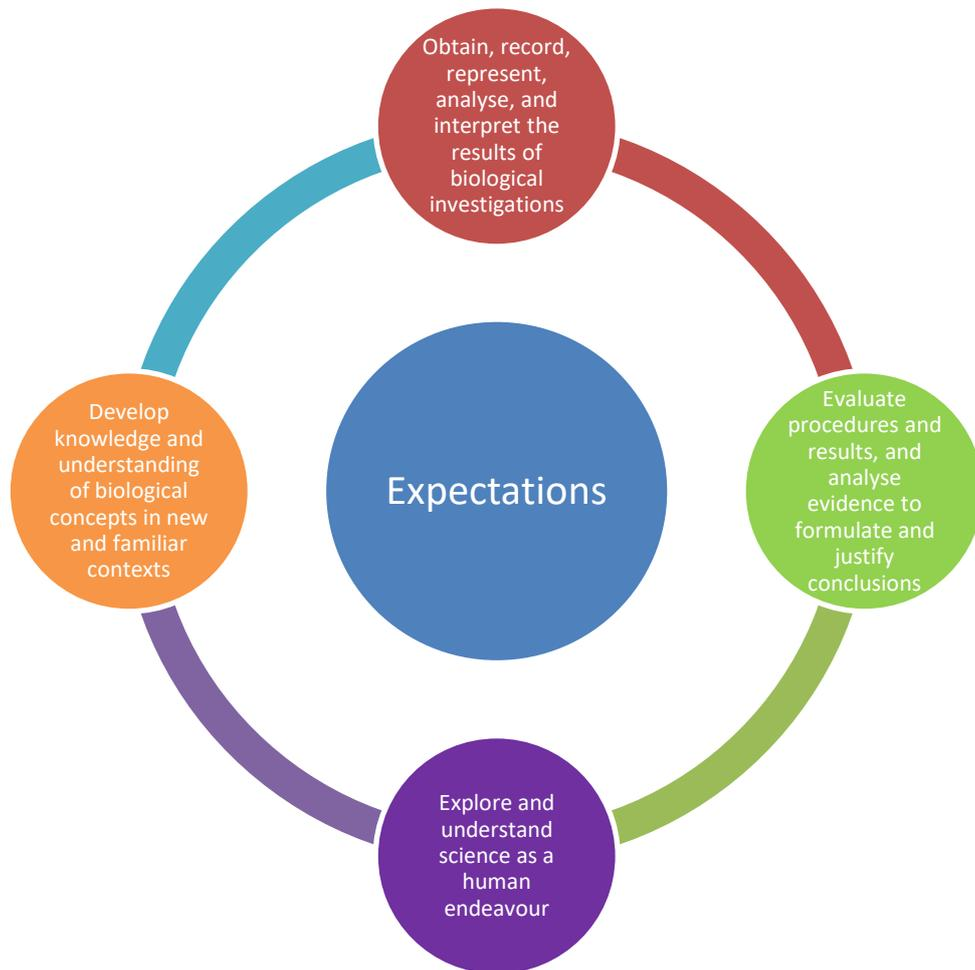 Obtain, record,
represent,
analyse, and
interpret the
results of
biological
investigations
Evaluate
procedures and
results, and
analyse
evidence to
formulate and
justify
conclusions
Explore and
understand
science as a
human
endeavour
Develop
knowledge and
understanding
of biological
concepts in new
and familiar
contexts
Expectations